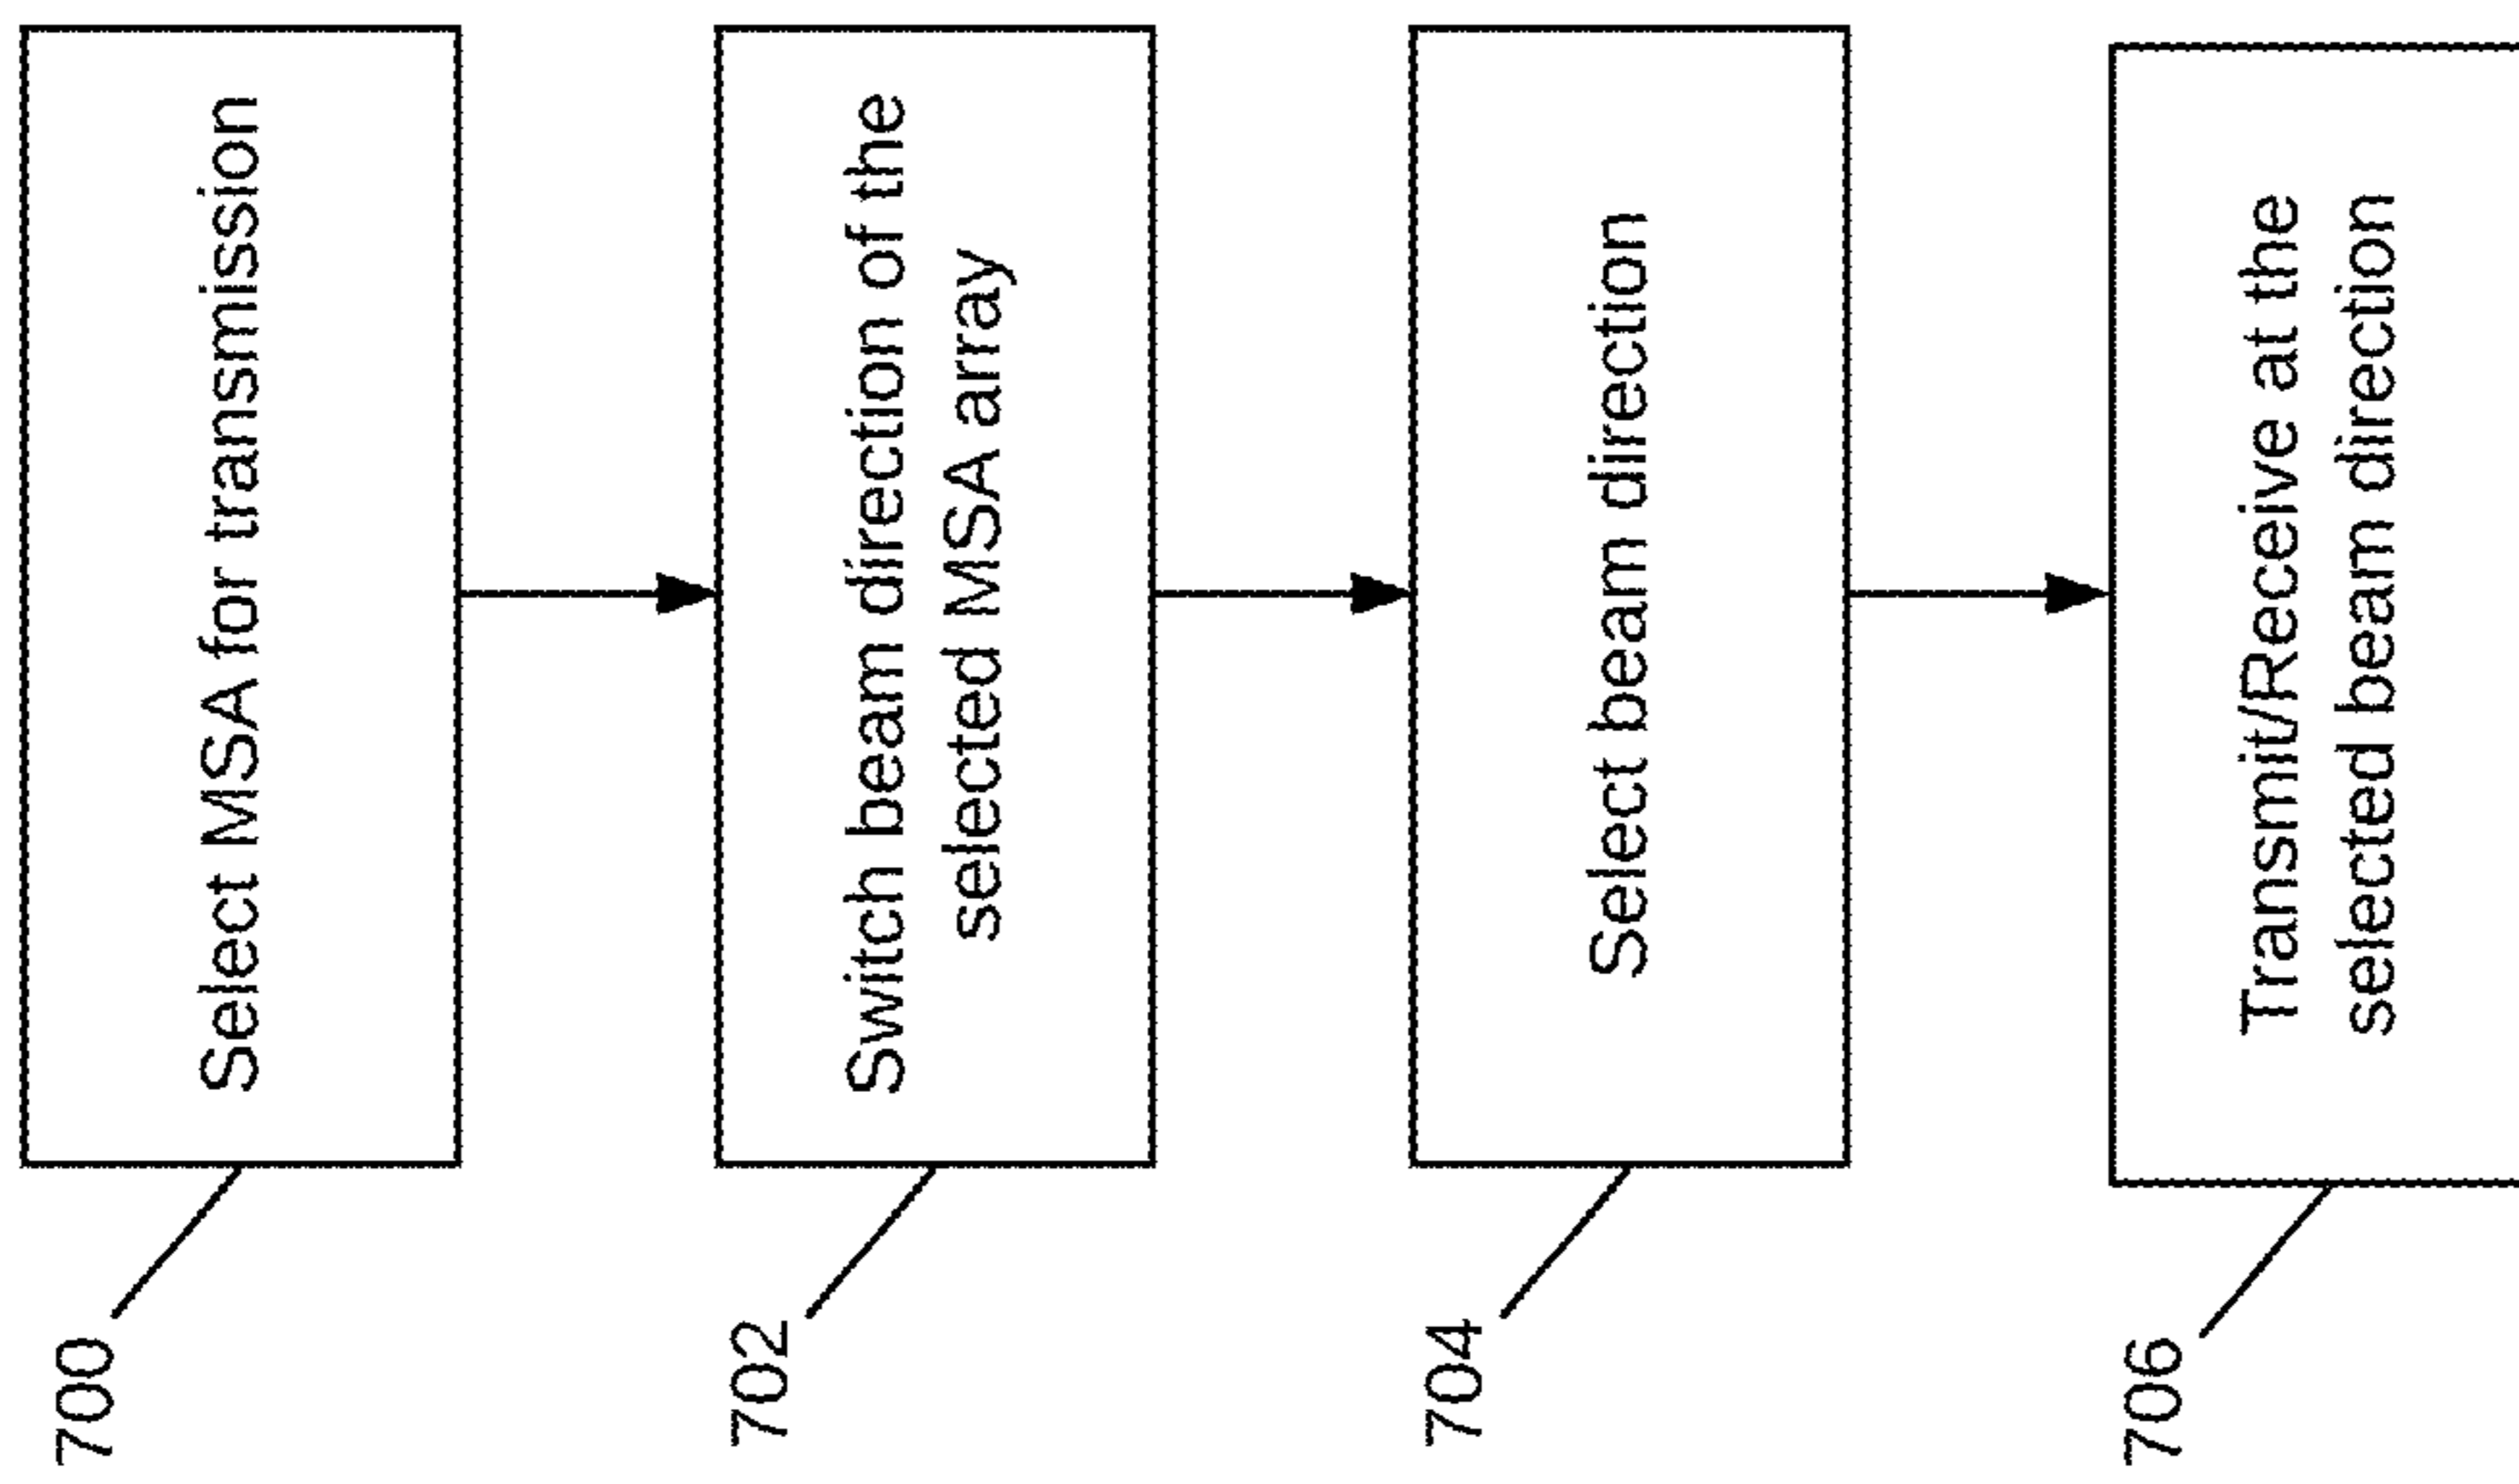 700
Select MSA for transmission
702
Switch beam direction of the
selected MSA array
704
Select beam direction
706
Transmit/Receive at the
selected beam direction